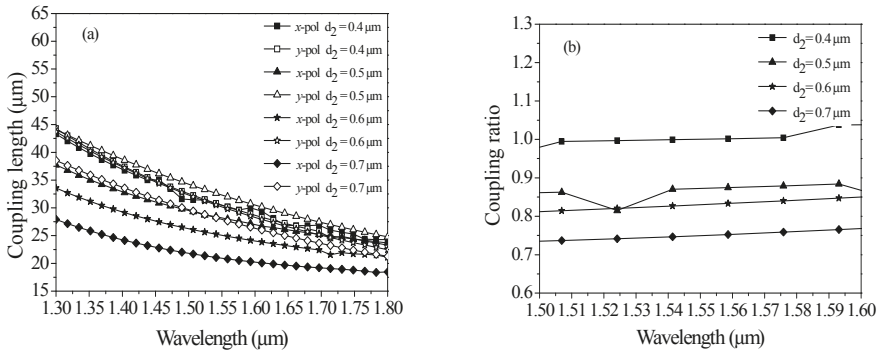 65
60
55
50
45
40
35
30
25
20
15
Coupling length (μm)
(a)
x-pol d2 = 0.4 μm
y-pol d2 = 0.4 μm
x-pol d2 = 0.5 μm
y-pol d2 = 0.5 μm
x-pol d2 = 0.6 μm
y-pol d2 = 0.6 μm
x-pol d2 = 0.7 μm
y-pol d2 = 0.7 μm
1.30 1.35 1.40 1.45 1.50 1.55 1.60 1.65 1.70 1.75 1.80
Wavelength (μm)
1.3
1.2
1.1
1.0
0.9
0.8
0.7
0.6
Coupling ratio
(b)
d2 = 0.4 μm
d2 = 0.5 μm
d2 = 0.6 μm
d2 = 0.7 μm
1.50 1.51 1.52 1.53 1.54 1.55 1.56 1.57 1.58 1.59 1.60
Wavelength (μm)